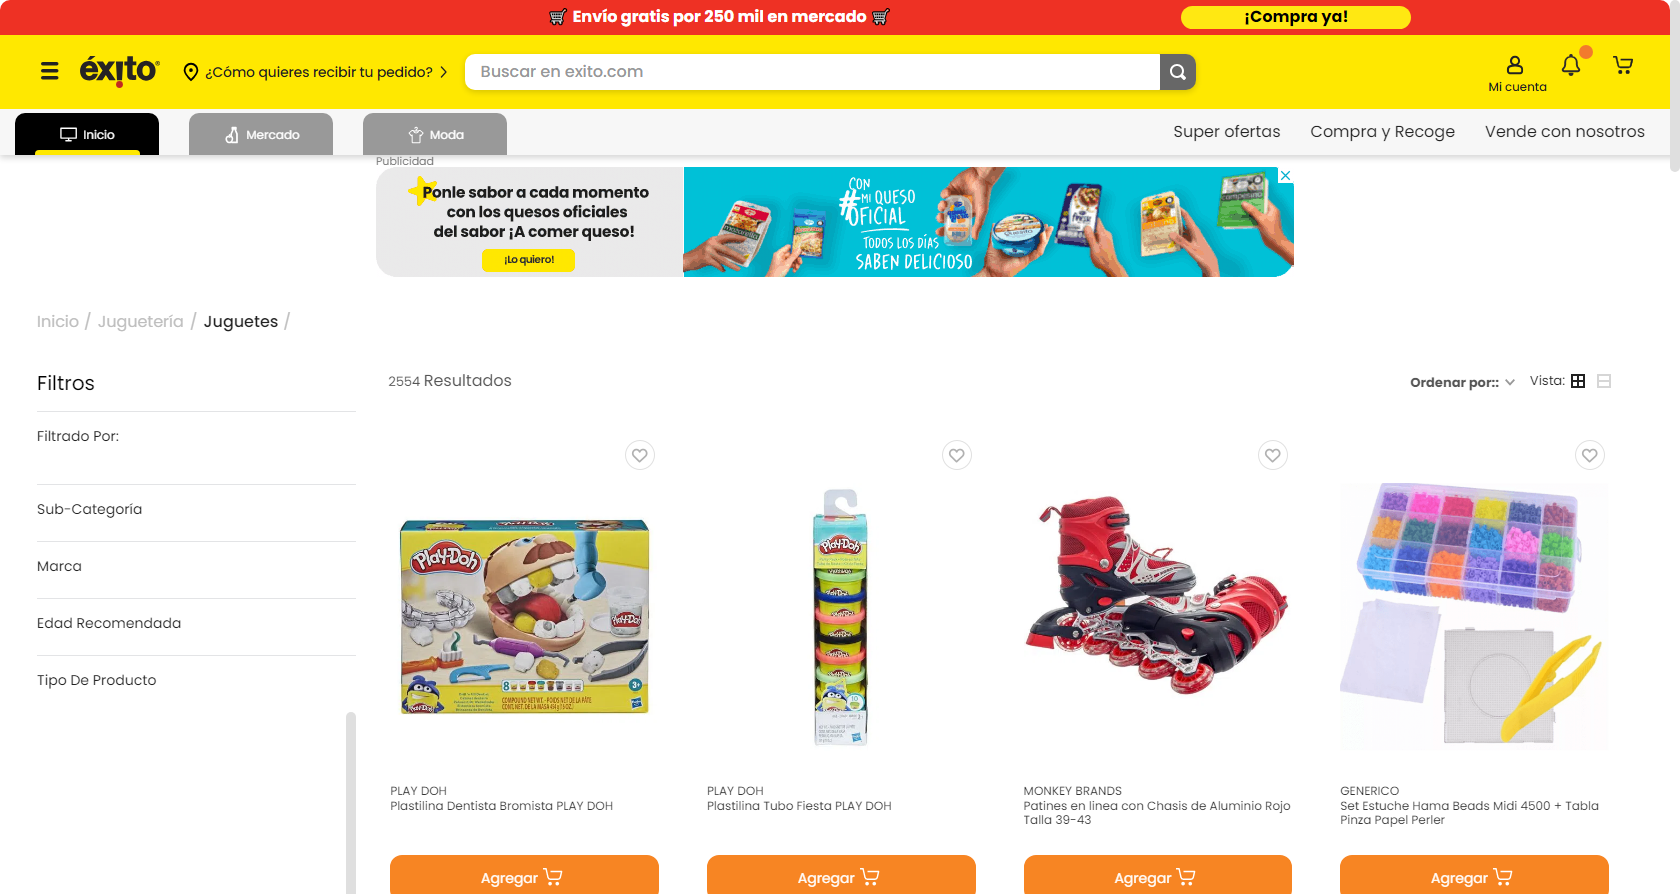 Envío gratis por 250 mil en mercado
¡Compra ya!
éxito
¿Cómo quieres recibir tu pedido?
Buscar en exito.com
Mi cuenta
Inicio
Mercado
Moda
Super ofertas
Compra y Recoge
Vende con nosotros
Publicidad
Ponle sabor a cada momento
con los quesos oficiales
del sabor ¡A comer queso!
¡Lo quiero!
CON
#MI QUESO
OFICIAL
TODOS LOS DÍAS
SABEN DELICIOSO
Inicio / Juguetería / Juguetes /
Filtros
Filtrado Por:
Sub-Categoría
Marca
Edad Recomendada
Tipo De Producto
2554 Resultados
Ordenar por::
Vista:
Play-Doh
8
3+
Play-Doh
PLAY DOH
Plastilina Dentista Bromista PLAY DOH
Agregar
PLAY DOH
Plastilina Tubo Fiesta PLAY DOH
Agregar
MONKEY BRANDS
Patines en linea con Chasis de Aluminio Rojo
Talla 39-43
Agregar
GENERICO
Set Estuche Hama Beads Midi 4500 + Tabla
Pinza Papel Perler
Agregar